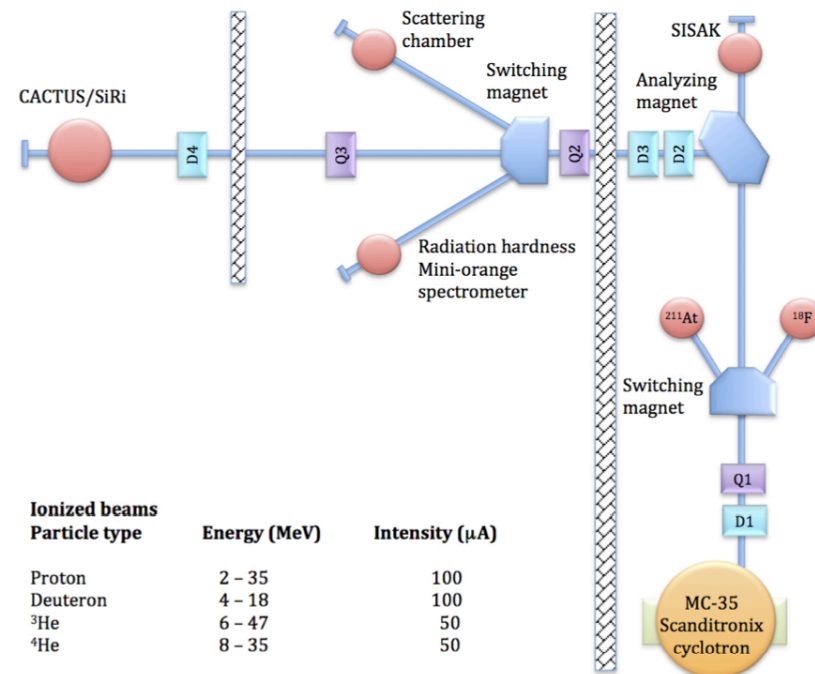 Scattering
chamber
SISAK
CACTUS/SiRi
Switching
magnet
Analyzing
magnet
D4
Q3
Q2
D3
D2
Radiation hardness
Mini-orange
spectrometer
²¹¹At
¹⁸F
Switching
magnet
Q1
D1
MC-35
Scanditronix
cyclotron
Ionized beams
Particle type Energy (MeV) Intensity (μA)
Proton 2 – 35 100
Deuteron 4 – 18 100
³He 6 – 47 50
⁴He 8 – 35 50